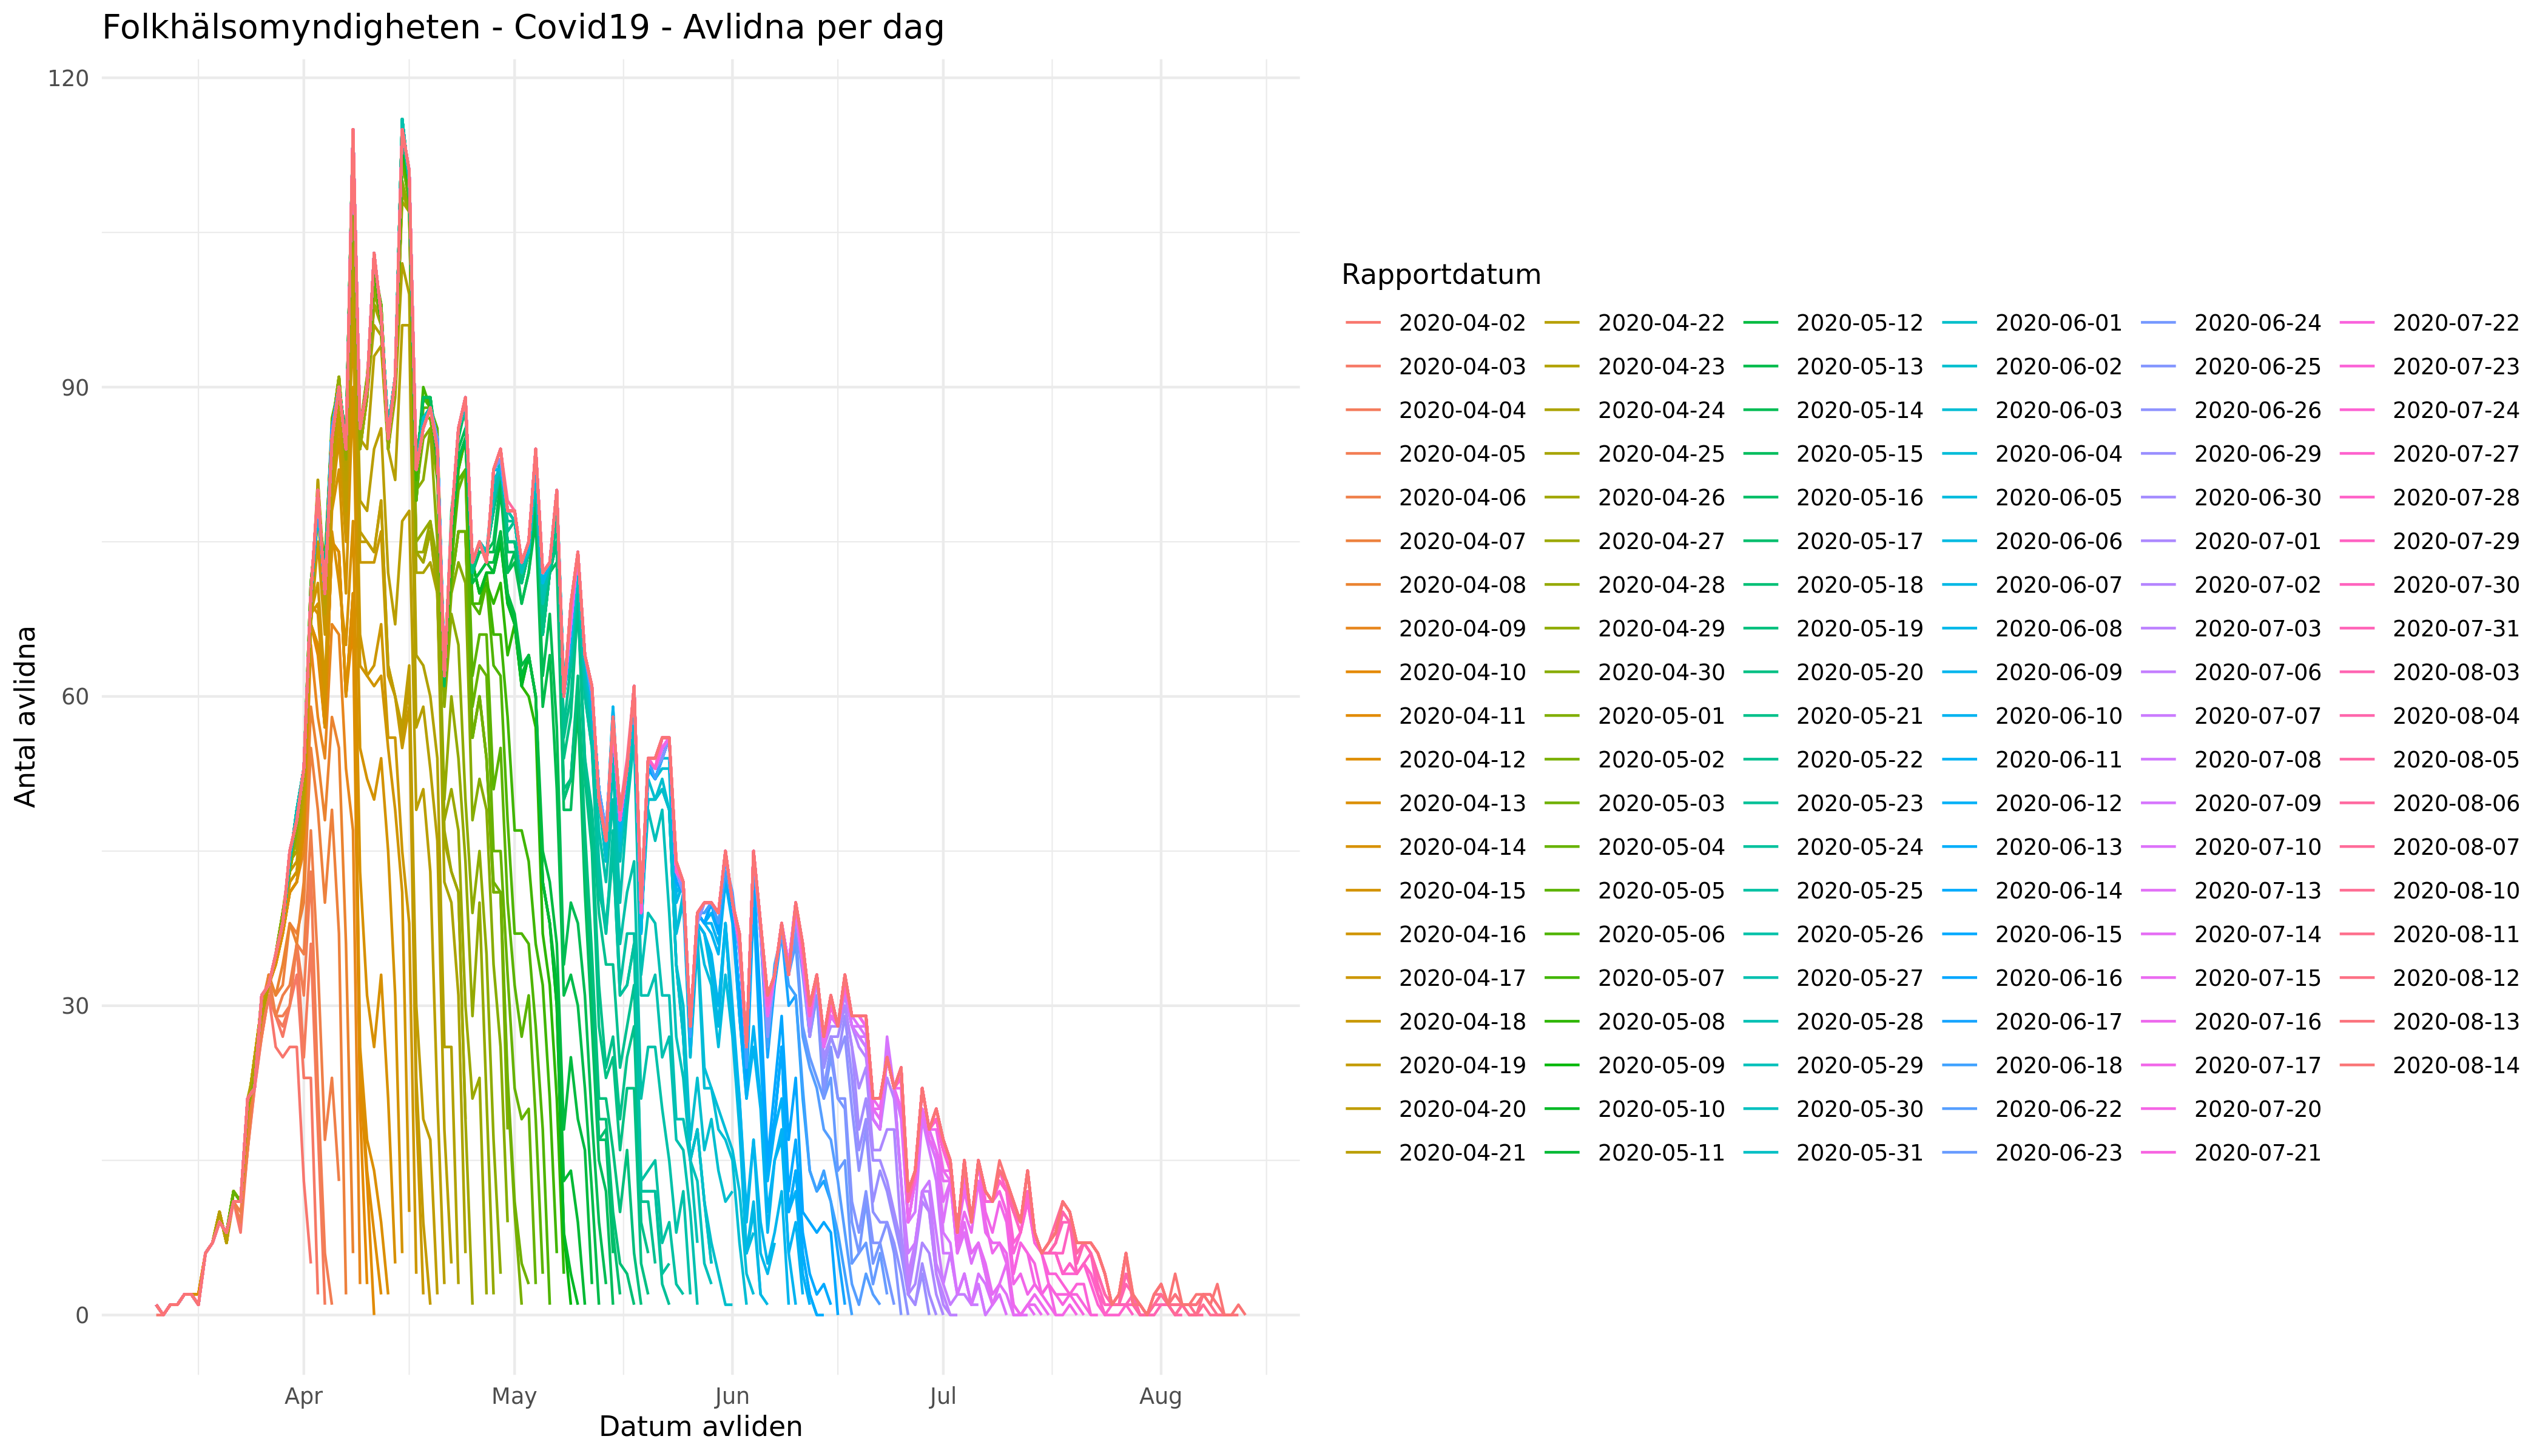 Folkhälsomyndigheten - Covid19 - Avlidna per dag
120
90
60
30
0
Antal avlidna
Apr May Jun Jul Aug
Datum avliden
Rapportdatum
2020-04-02 2020-04-22 2020-05-12 2020-06-01 2020-06-24 2020-07-22
2020-04-03 2020-04-23 2020-05-13 2020-06-02 2020-06-25 2020-07-23
2020-04-04 2020-04-24 2020-05-14 2020-06-03 2020-06-26 2020-07-24
2020-04-05 2020-04-25 2020-05-15 2020-06-04 2020-06-29 2020-07-27
2020-04-06 2020-04-26 2020-05-16 2020-06-05 2020-06-30 2020-07-28
2020-04-07 2020-04-27 2020-05-17 2020-06-06 2020-07-01 2020-07-29
2020-04-08 2020-04-28 2020-05-18 2020-06-07 2020-07-02 2020-07-30
2020-04-09 2020-04-29 2020-05-19 2020-06-08 2020-07-03 2020-07-31
2020-04-10 2020-04-30 2020-05-20 2020-06-09 2020-07-06 2020-08-03
2020-04-11 2020-05-01 2020-05-21 2020-06-10 2020-07-07 2020-08-04
2020-04-12 2020-05-02 2020-05-22 2020-06-11 2020-07-08 2020-08-05
2020-04-13 2020-05-03 2020-05-23 2020-06-12 2020-07-09 2020-08-06
2020-04-14 2020-05-04 2020-05-24 2020-06-13 2020-07-10 2020-08-07
2020-04-15 2020-05-05 2020-05-25 2020-06-14 2020-07-13 2020-08-10
2020-04-16 2020-05-06 2020-05-26 2020-06-15 2020-07-14 2020-08-11
2020-04-17 2020-05-07 2020-05-27 2020-06-16 2020-07-15 2020-08-12
2020-04-18 2020-05-08 2020-05-28 2020-06-17 2020-07-16 2020-08-13
2020-04-19 2020-05-09 2020-05-29 2020-06-18 2020-07-17 2020-08-14
2020-04-20 2020-05-10 2020-05-30 2020-06-22 2020-07-20
2020-04-21 2020-05-11 2020-05-31 2020-06-23 2020-07-21